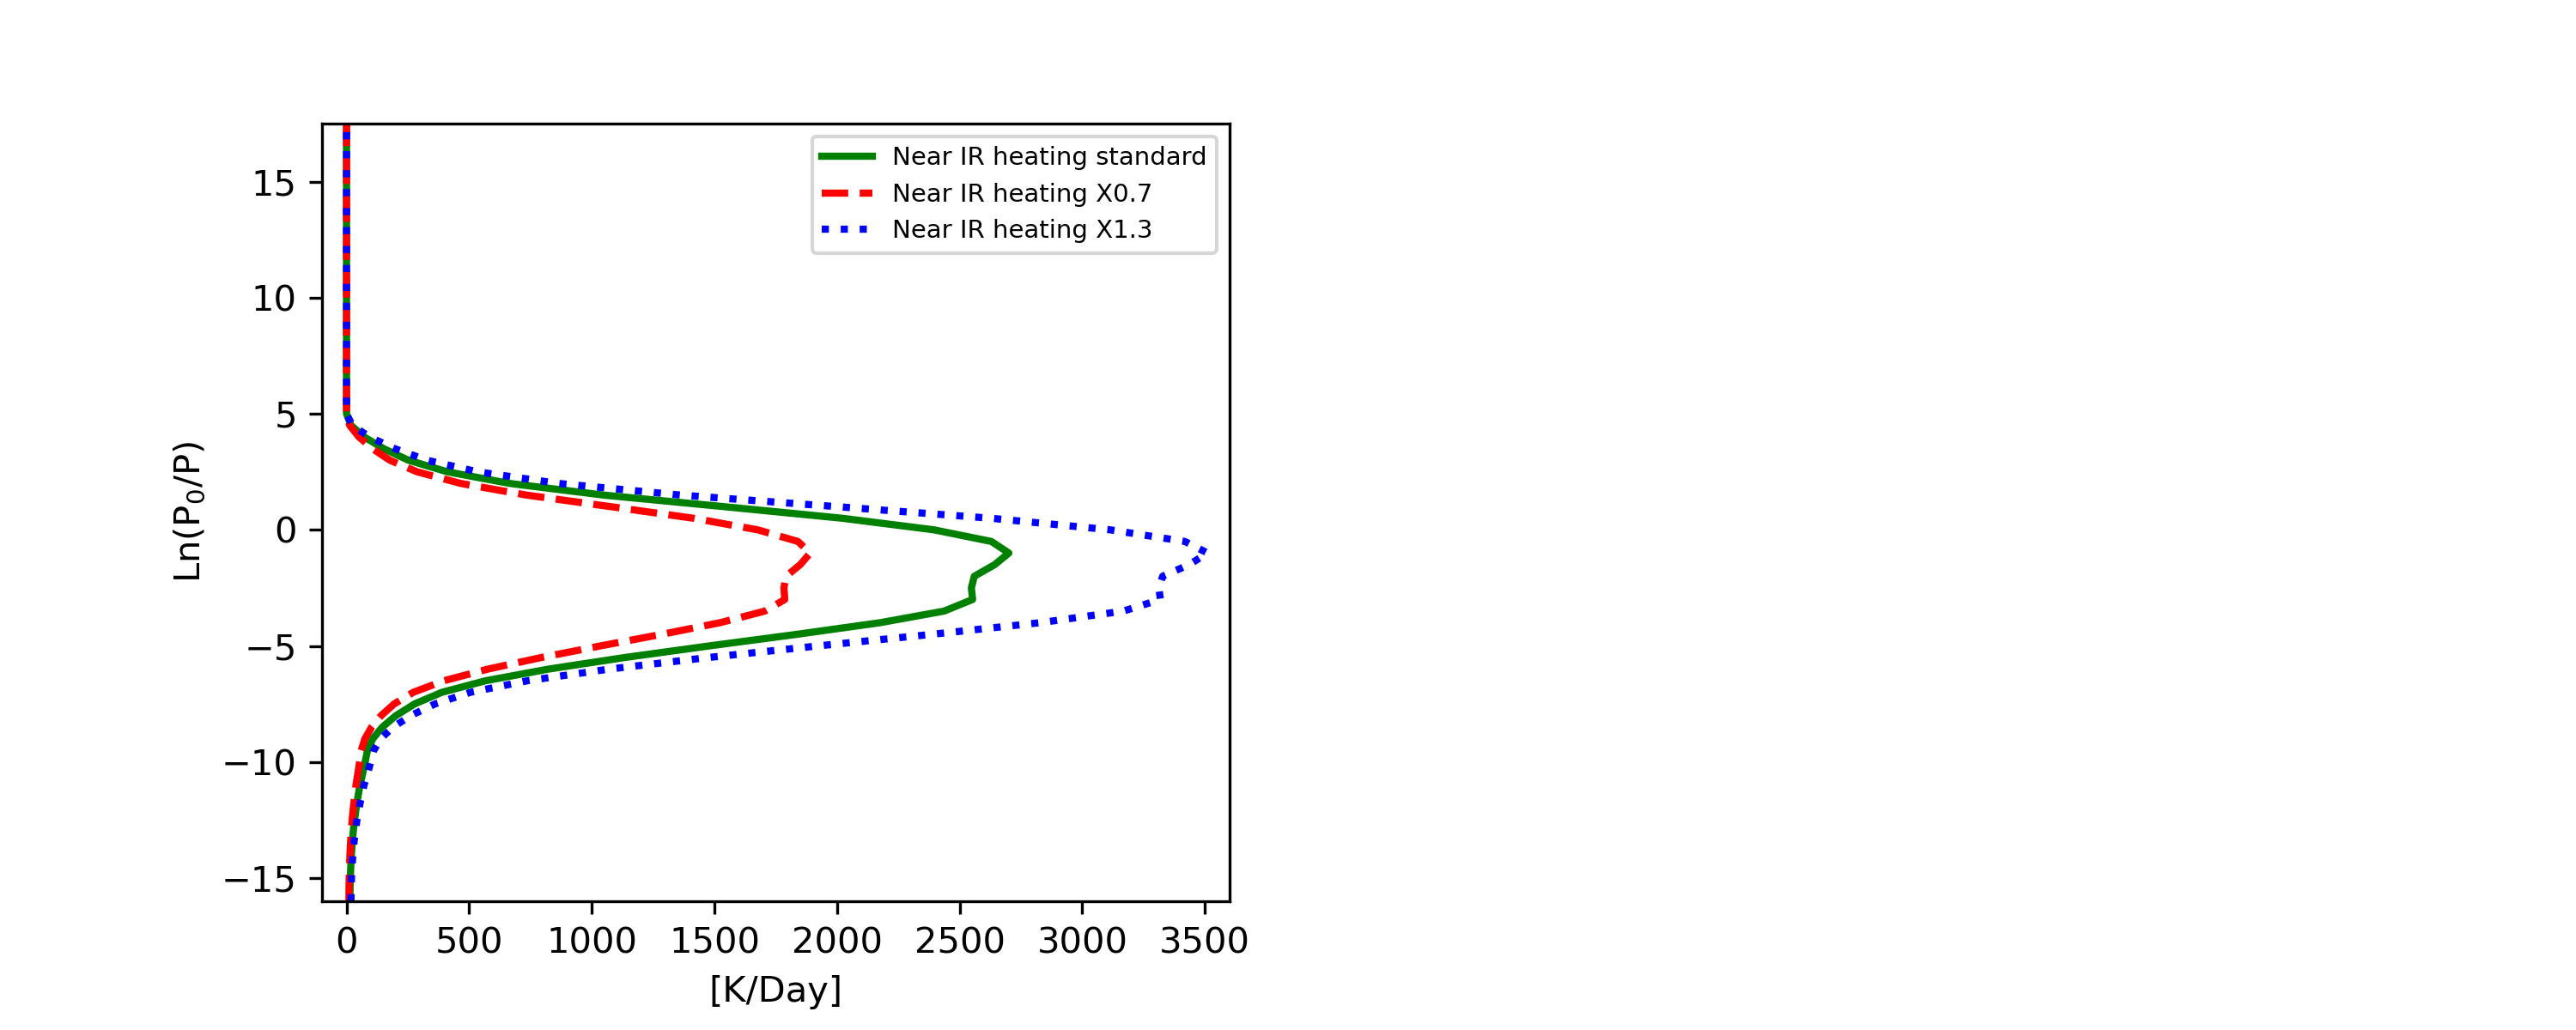 Near IR heating standard
Near IR heating X0.7
Near IR heating X1.3
15
10
5
0
−5
−10
−15
Ln(P₀/P)
0 500 1000 1500 2000 2500 3000 3500
[K/Day]